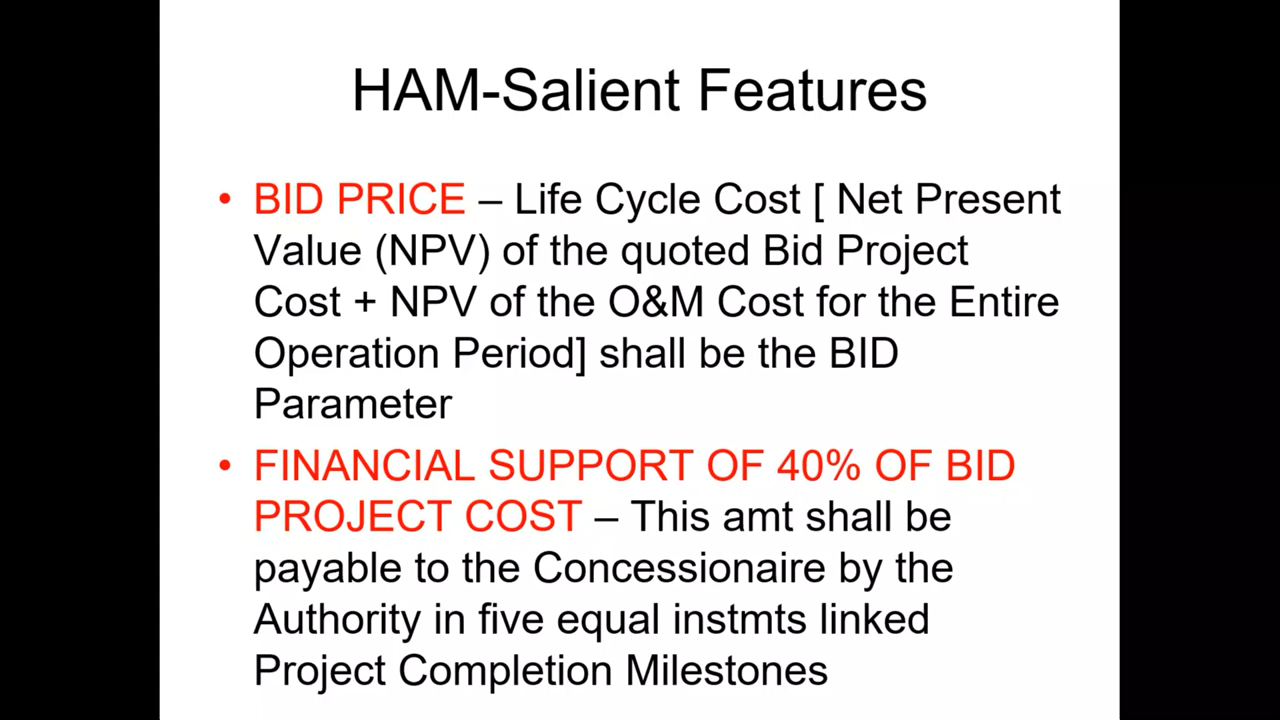 HAM-Salient Features
• BID PRICE – Life Cycle Cost [ Net Present
Value (NPV) of the quoted Bid Project
Cost + NPV of the O&M Cost for the Entire
Operation Period] shall be the BID
Parameter
• FINANCIAL SUPPORT OF 40% OF BID
PROJECT COST – This amt shall be
payable to the Concessionaire by the
Authority in five equal instmts linked
Project Completion Milestones